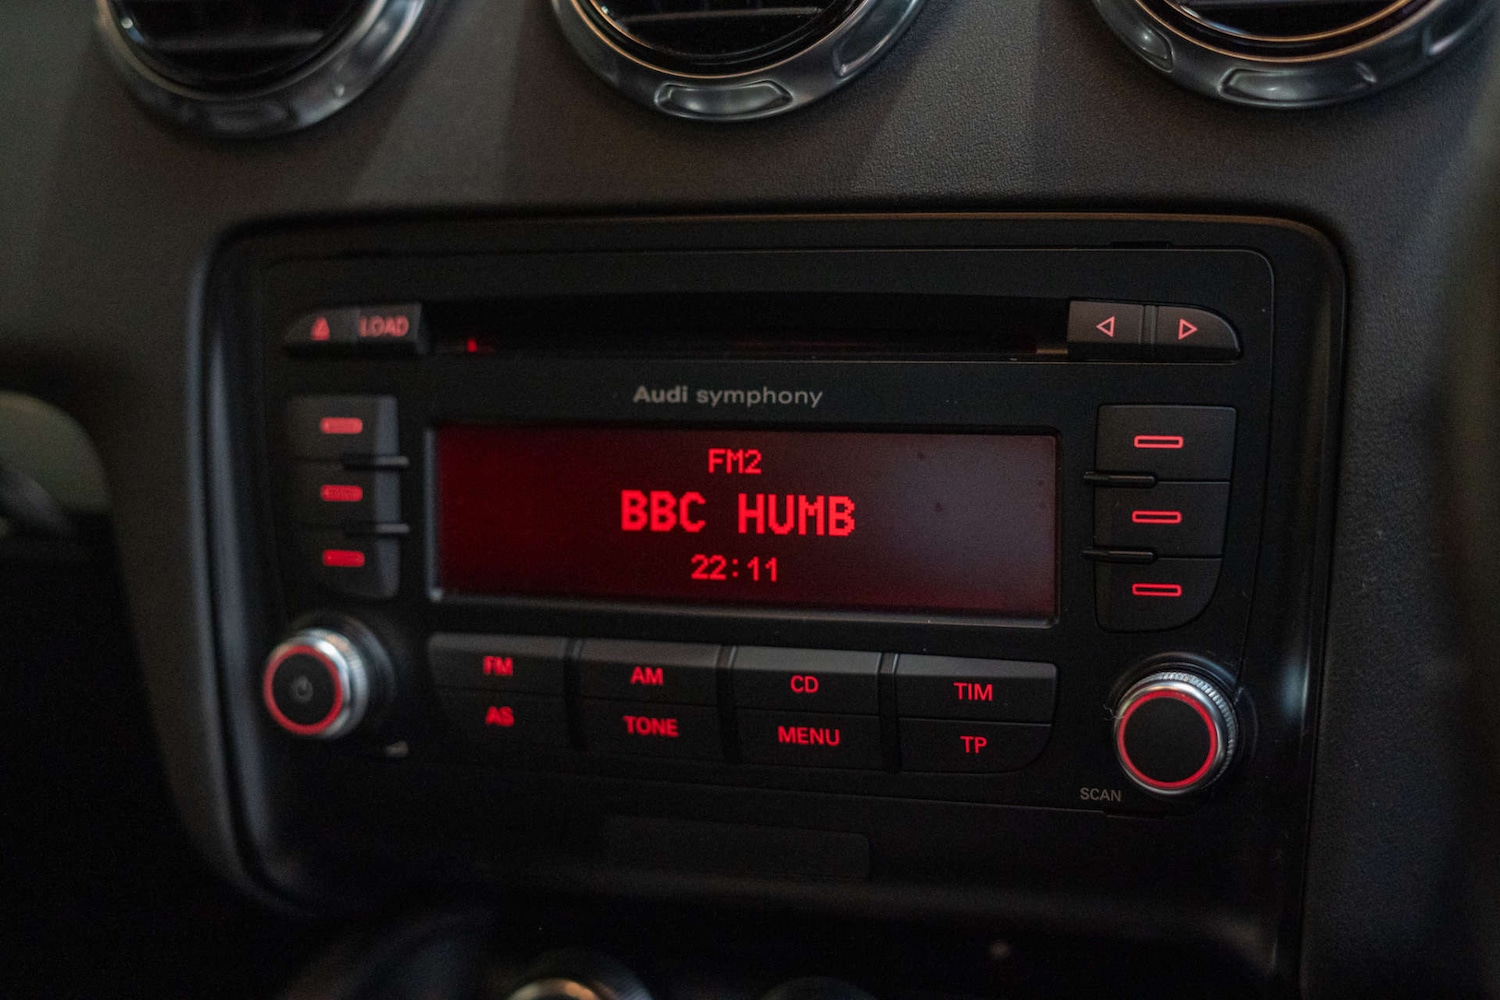 LOAD
Audi symphony
FM2
BBC HUMB
22:11
FM AM CD TIM
AS TONE MENU TP
SCAN